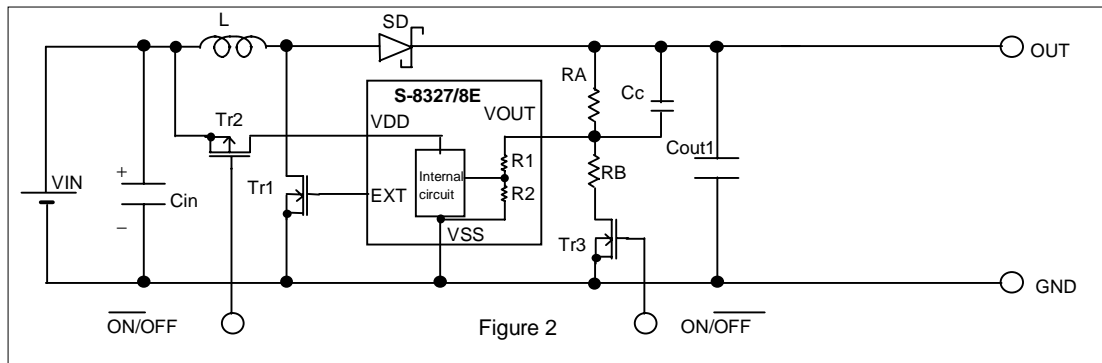 L
SD
OUT
RA
S-8327/8E
Cc
VOUT
Tr2
VDD
Cout1
R1
Internal
circuit
RB
VIN
+
Tr1
EXT
R2
Cin
−
VSS
Tr3
GND
ON/OFF
Figure 2
ON/OFF